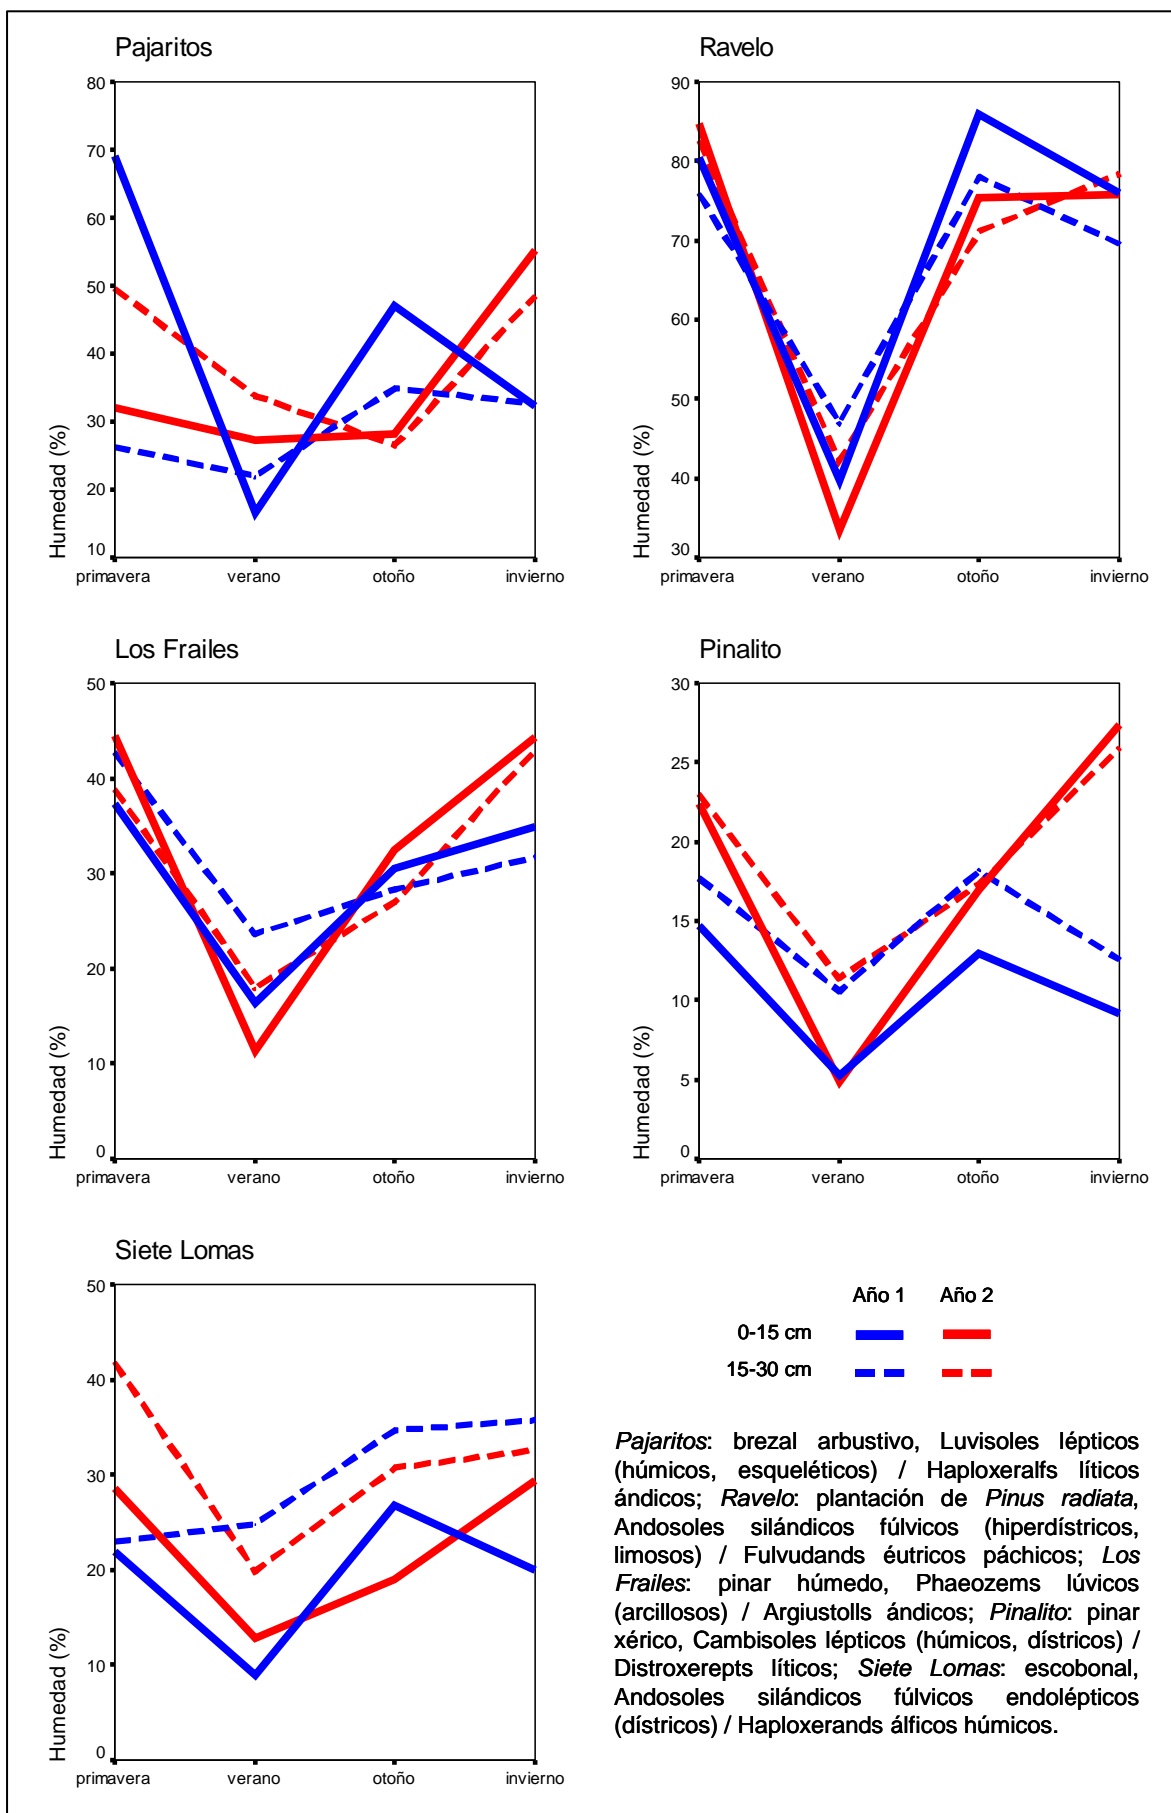 Pajaritos
80
70
60
50
40
30
20
10
Humedad (%)
primavera verano otoño invierno
Ravelo
90
80
70
60
50
40
30
Humedad (%)
primavera verano otoño invierno
Los Frailes
50
40
30
20
10
0
Humedad (%)
primavera verano otoño invierno
Pinalito
30
25
20
15
10
5
0
Humedad (%)
primavera verano otoño invierno
Siete Lomas
50
40
30
20
10
0
Humedad (%)
primavera verano otoño invierno
Año 1 Año 2
0-15 cm
15-30 cm
Pajaritos: brezal arbustivo, Luvisoles lépticos
(húmicos, esqueléticos) / Haploxeralfs líticos
ándicos; Ravelo: plantación de Pinus radiata,
Andosoles silándicos fúlvicos (hiperdístricos,
limosos) / Fulvudands éutricos páchicos; Los
Frailes: pinar húmedo, Phaeozems lúvicos
(arcillosos) / Argiustolls ándicos; Pinalito: pinar
xérico, Cambisoles lépticos (húmicos, dístricos) /
Distroxerepts líticos; Siete Lomas: escobonal,
Andosoles silándicos fúlvicos endolépticos
(dístricos) / Haploxerands álficos húmicos.